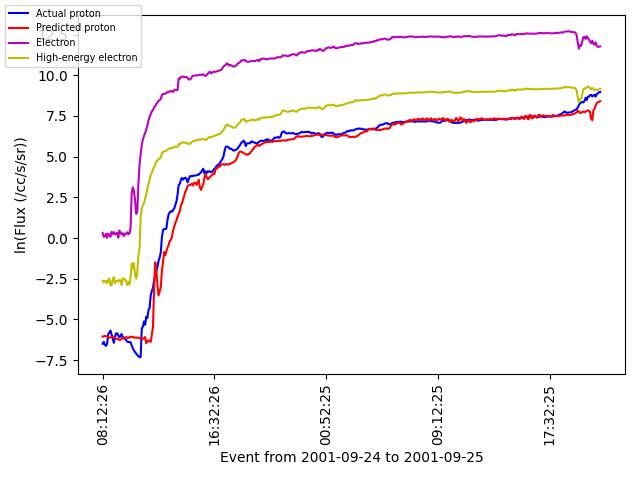 Actual proton
Predicted proton
Electron
High-energy electron
12.5
10.0
7.5
5.0
2.5
0.0
−2.5
−5.0
−7.5
ln(Flux (/cc/s/sr))
08:12:26
16:32:26
00:52:25
09:12:25
17:32:25
Event from 2001-09-24 to 2001-09-25